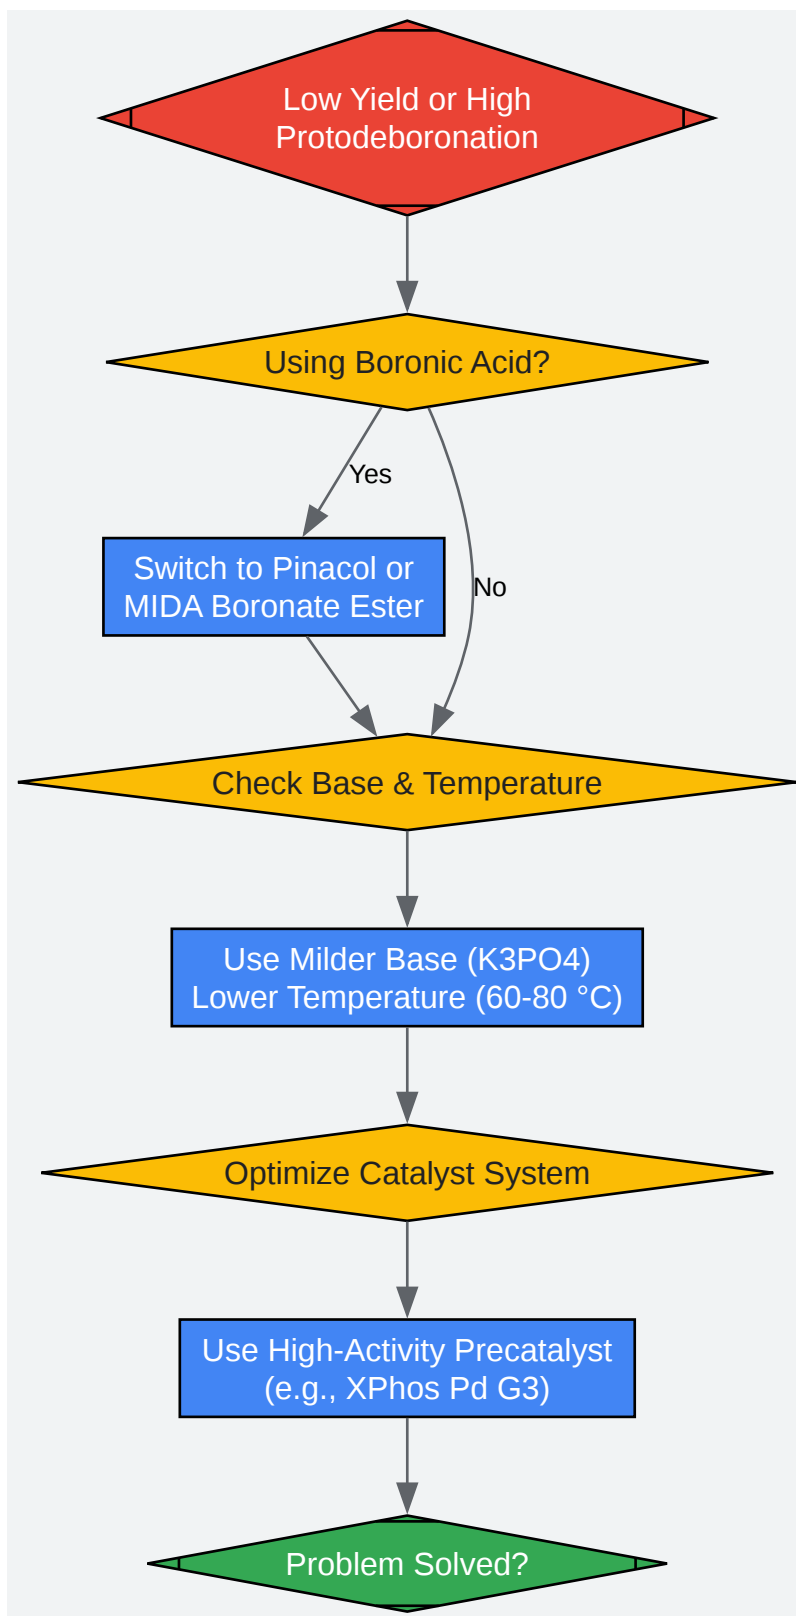 Low Yield or High
Protodeboronation
Using Boronic Acid?
Yes
Switch to Pinacol or
MIDA Boronate Ester
No
Check Base & Temperature
Use Milder Base (K3PO4)
Lower Temperature (60-80 °C)
Optimize Catalyst System
Use High-Activity Precatalyst
(e.g., XPhos Pd G3)
Problem Solved?